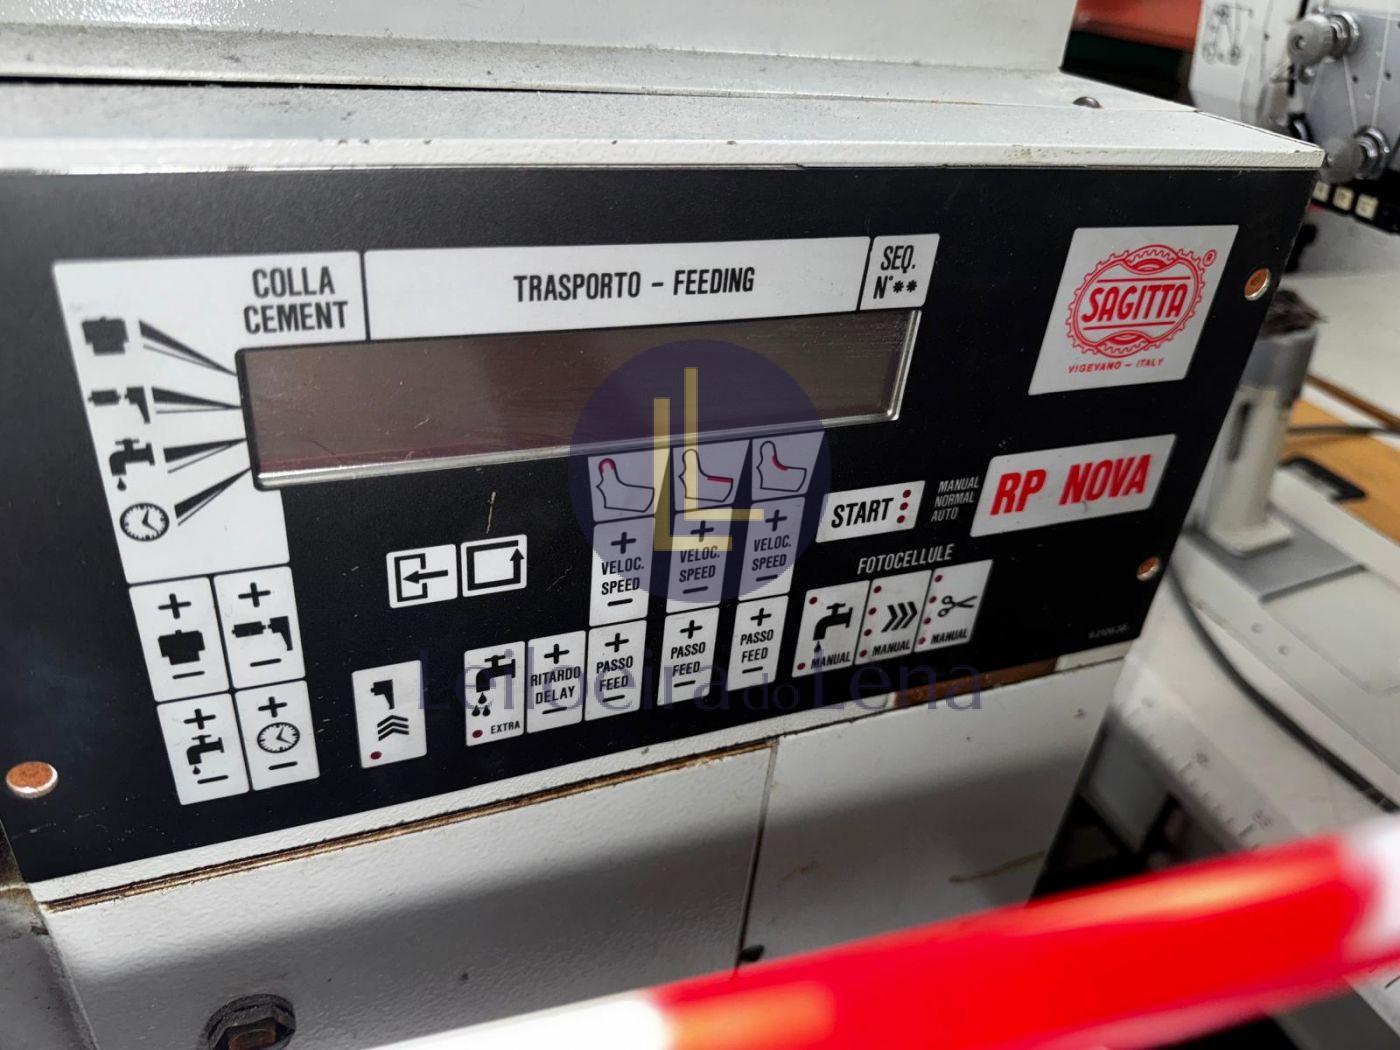 COLLA
CEMENT
TRASPORTO - FEEDING
SEQ.
N°**
SAGITTA
®
VIGEVANO - ITALY
RP NOVA
START
MANUAL
NORMAL
AUTO
FOTOCELLULE
+
VELOC.
SPEED
-
+
VELOC.
SPEED
-
+
VELOC.
SPEED
-
MANUAL
MANUAL
MANUAL
+
PASSO
FEED
-
+
PASSO
FEED
-
+
PASSO
FEED
-
+
RITARDO
DELAY
-
EXTRA
+
-
+
-
++
-
+
-
Leiloeira do Lena